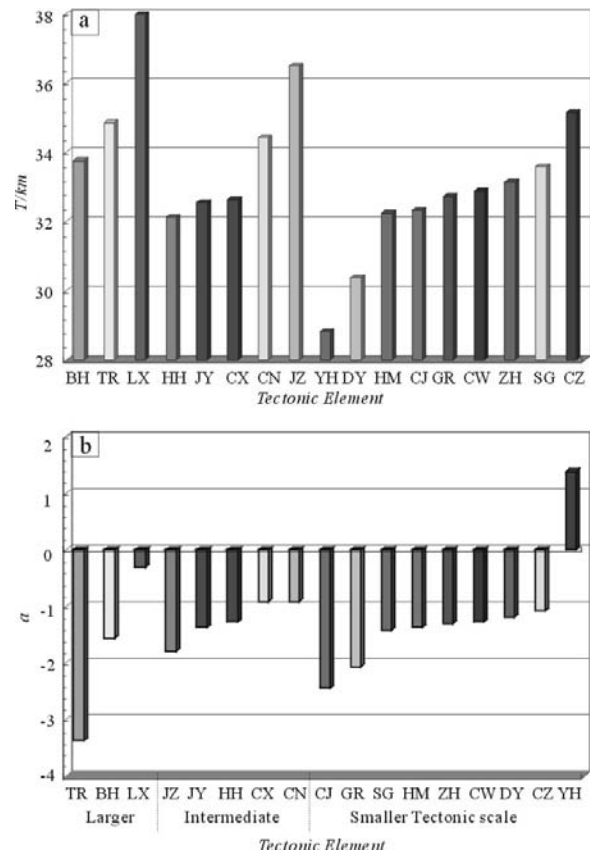 a
38
36
34
32
30
28
T/km
BH TR LX HH JY CX CN JZ YH DY HM CJ GR CW ZH SG CZ
Tectonic Element
b
2
1
0
-1
-2
-3
-4
a
TR BH LX JZ JY HH CX CN CJ GR SG HM ZH CW DY CZ YH
Larger Intermediate Smaller Tectonic scale
Tectonic Element